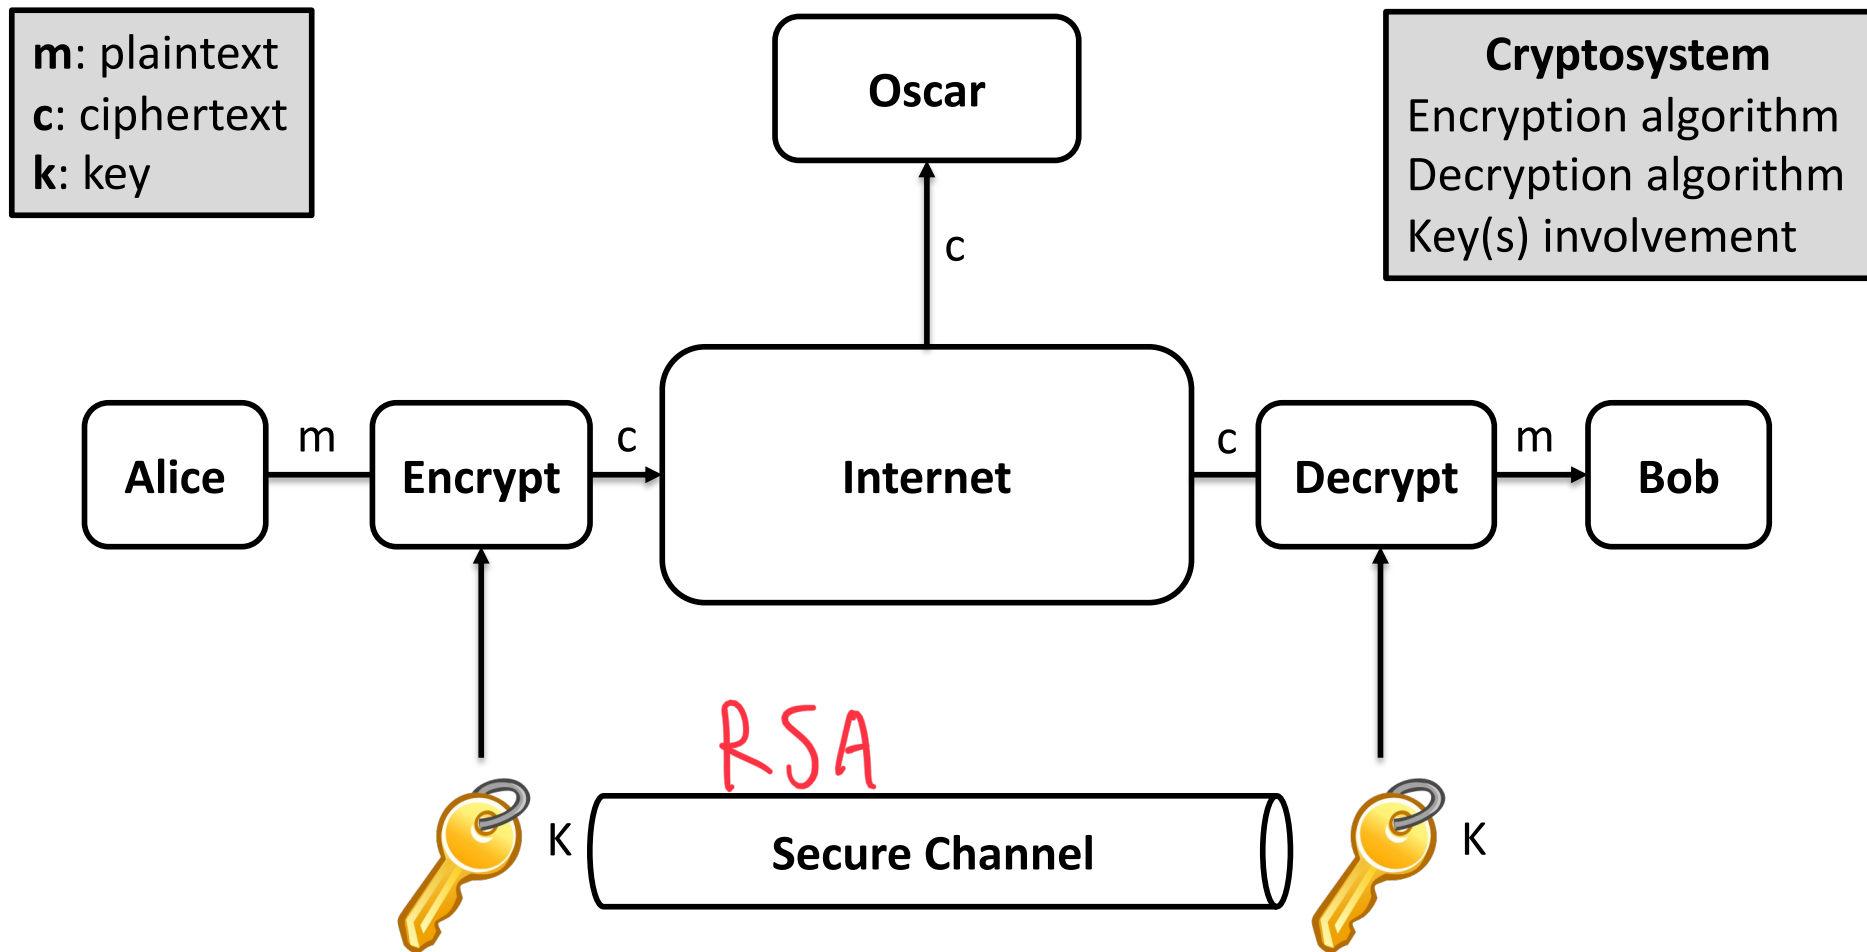 m: plaintext
c: ciphertext
k: key
Oscar
Cryptosystem
Encryption algorithm
Decryption algorithm
Key(s) involvement
c
Alice
m
Encrypt
c
Internet
c
Decrypt
m
Bob
RSA
K
Secure Channel
K